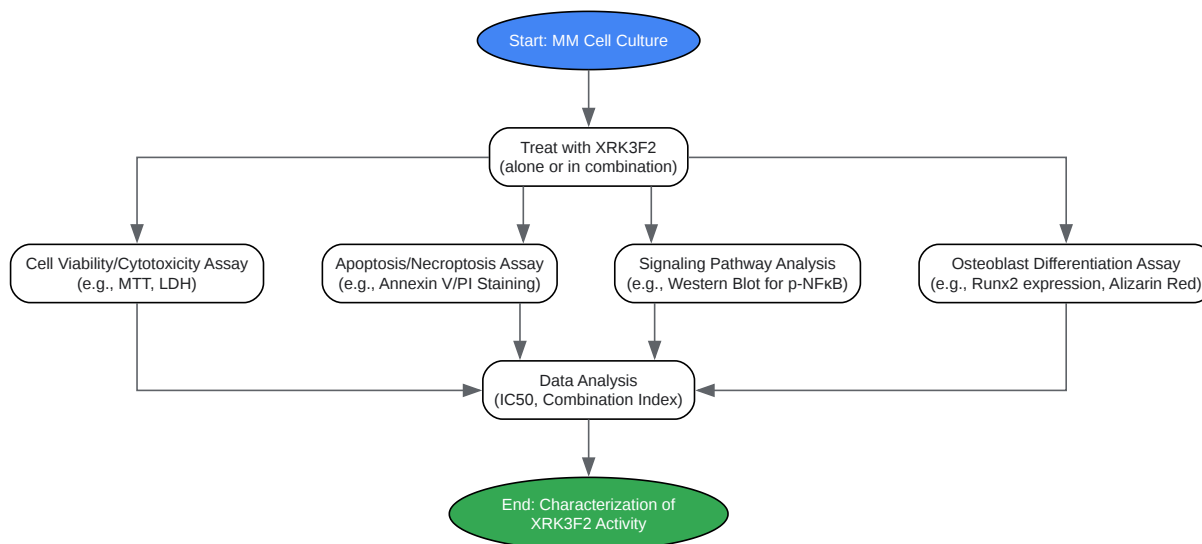 Start: MM Cell Culture
Treat with XRK3F2
(alone or in combination)
Cell Viability/Cytotoxicity Assay
(e.g., MTT, LDH)
Apoptosis/Necroptosis Assay
(e.g., Annexin V/PI Staining)
Signaling Pathway Analysis
(e.g., Western Blot for p-NFκB)
Osteoblast Differentiation Assay
(e.g., Runx2 expression, Alizarin Red)
Data Analysis
(IC50, Combination Index)
End: Characterization of
XRK3F2 Activity